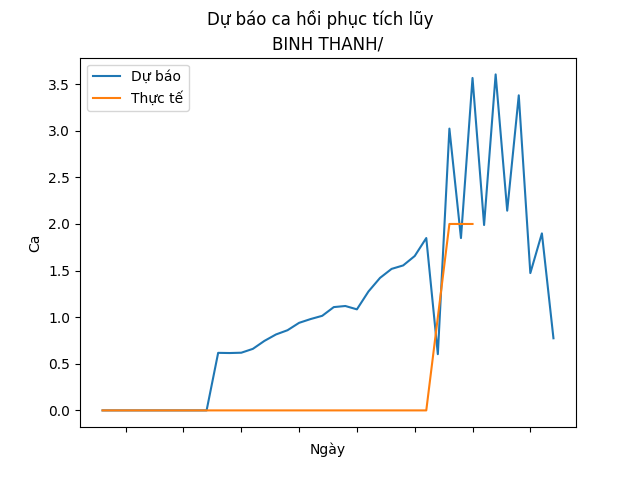 Dự báo ca hồi phục tích lũy
BINH THANH/
Dự báo
Thực tế
3.5
3.0
2.5
2.0
1.5
1.0
0.5
0.0
Ca
Ngày